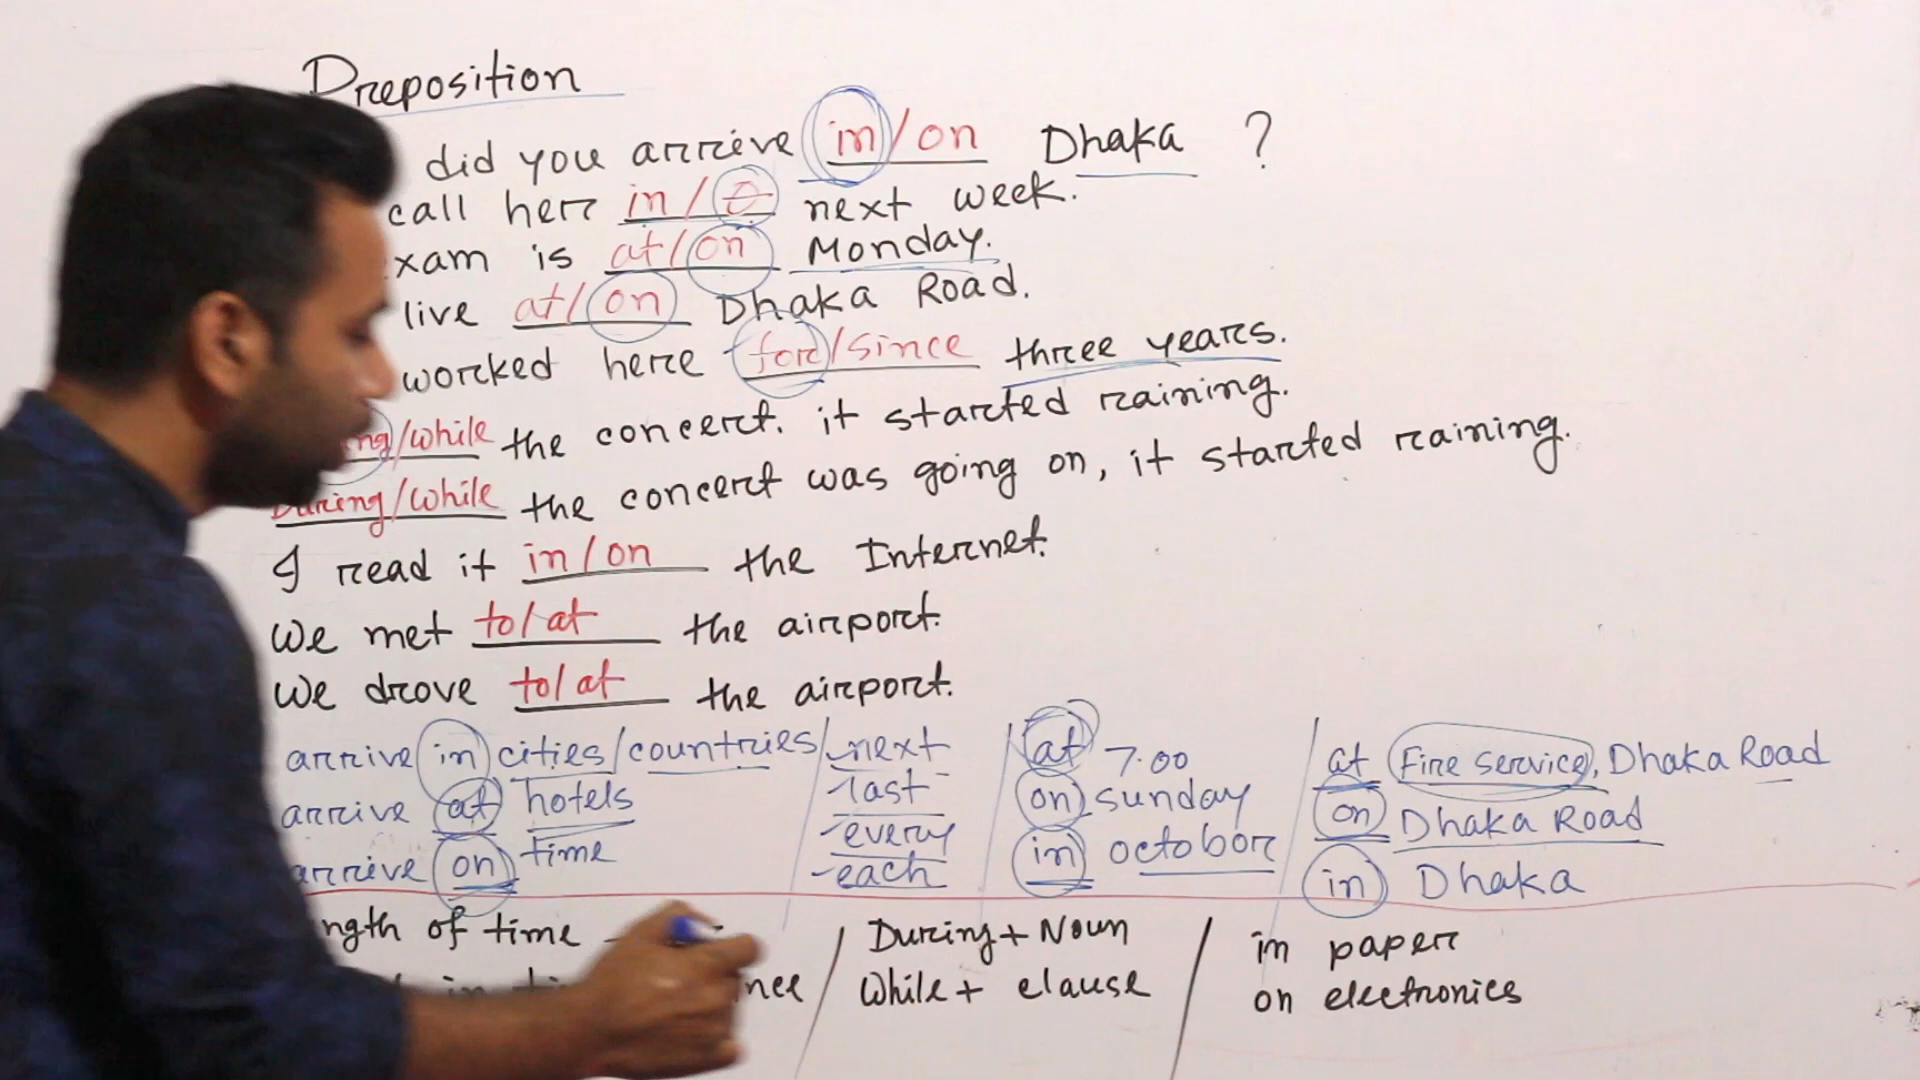 Preposition
did you arrive in/on Dhaka ?
call her in/Ø next week.
xam is at/on Monday.
live at/on Dhaka Road.
worked here for/since three years.
ng/while the concert, it started raining.
During/while the concert was going on, it started raining.
I read it in/on the Internet.
We met to/at the airport.
We drove to/at the airport.
arrive in cities/countries
arrive at hotels
arrive on time
next
last
every
each
at 7.00
on sunday
in octobor
at Fire Service, Dhaka Road
on Dhaka Road
in Dhaka
ngth of time
nce
During + Noun
While + clause
in paper
on electronics